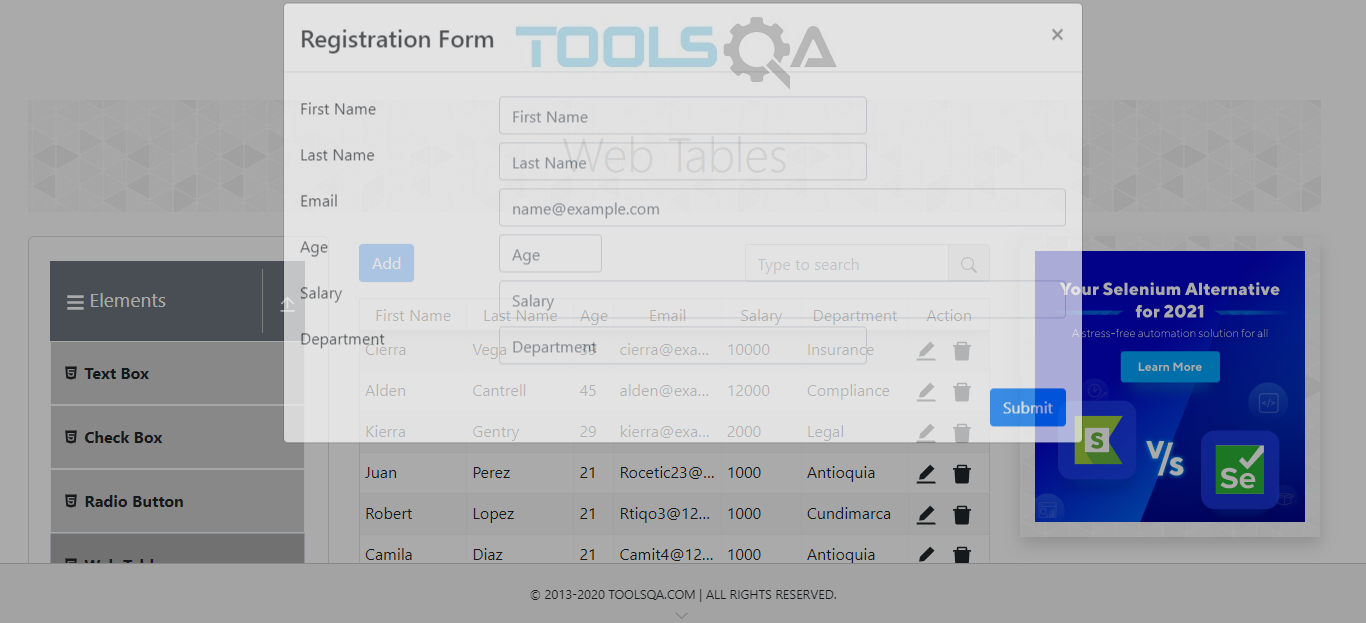 Registration Form
×
TOOLSQA
Web Tables
First Name
First Name
Last Name
Last Name
Email
name@example.com
Age
Age
Salary
Salary
Department
Department
Submit
Elements
Text Box
Check Box
Radio Button
Web Tables
Add
Type to search
First Name Last Name Age Email Salary Department Action
Cierra Vega 39 cierra@exa... 10000 Insurance
Alden Cantrell 45 alden@exa... 12000 Compliance
Kierra Gentry 29 kierra@exa... 2000 Legal
Juan Perez 21 Rocetic23@... 1000 Antioquia
Robert Lopez 21 Rtiqo3@12... 1000 Cundimarca
Camila Diaz 21 Camit4@12... 1000 Antioquia
Your Selenium Alternative
for 2021
A stress-free automation solution for all
Learn More
S V/s Se
© 2013-2020 TOOLSQA.COM | ALL RIGHTS RESERVED.